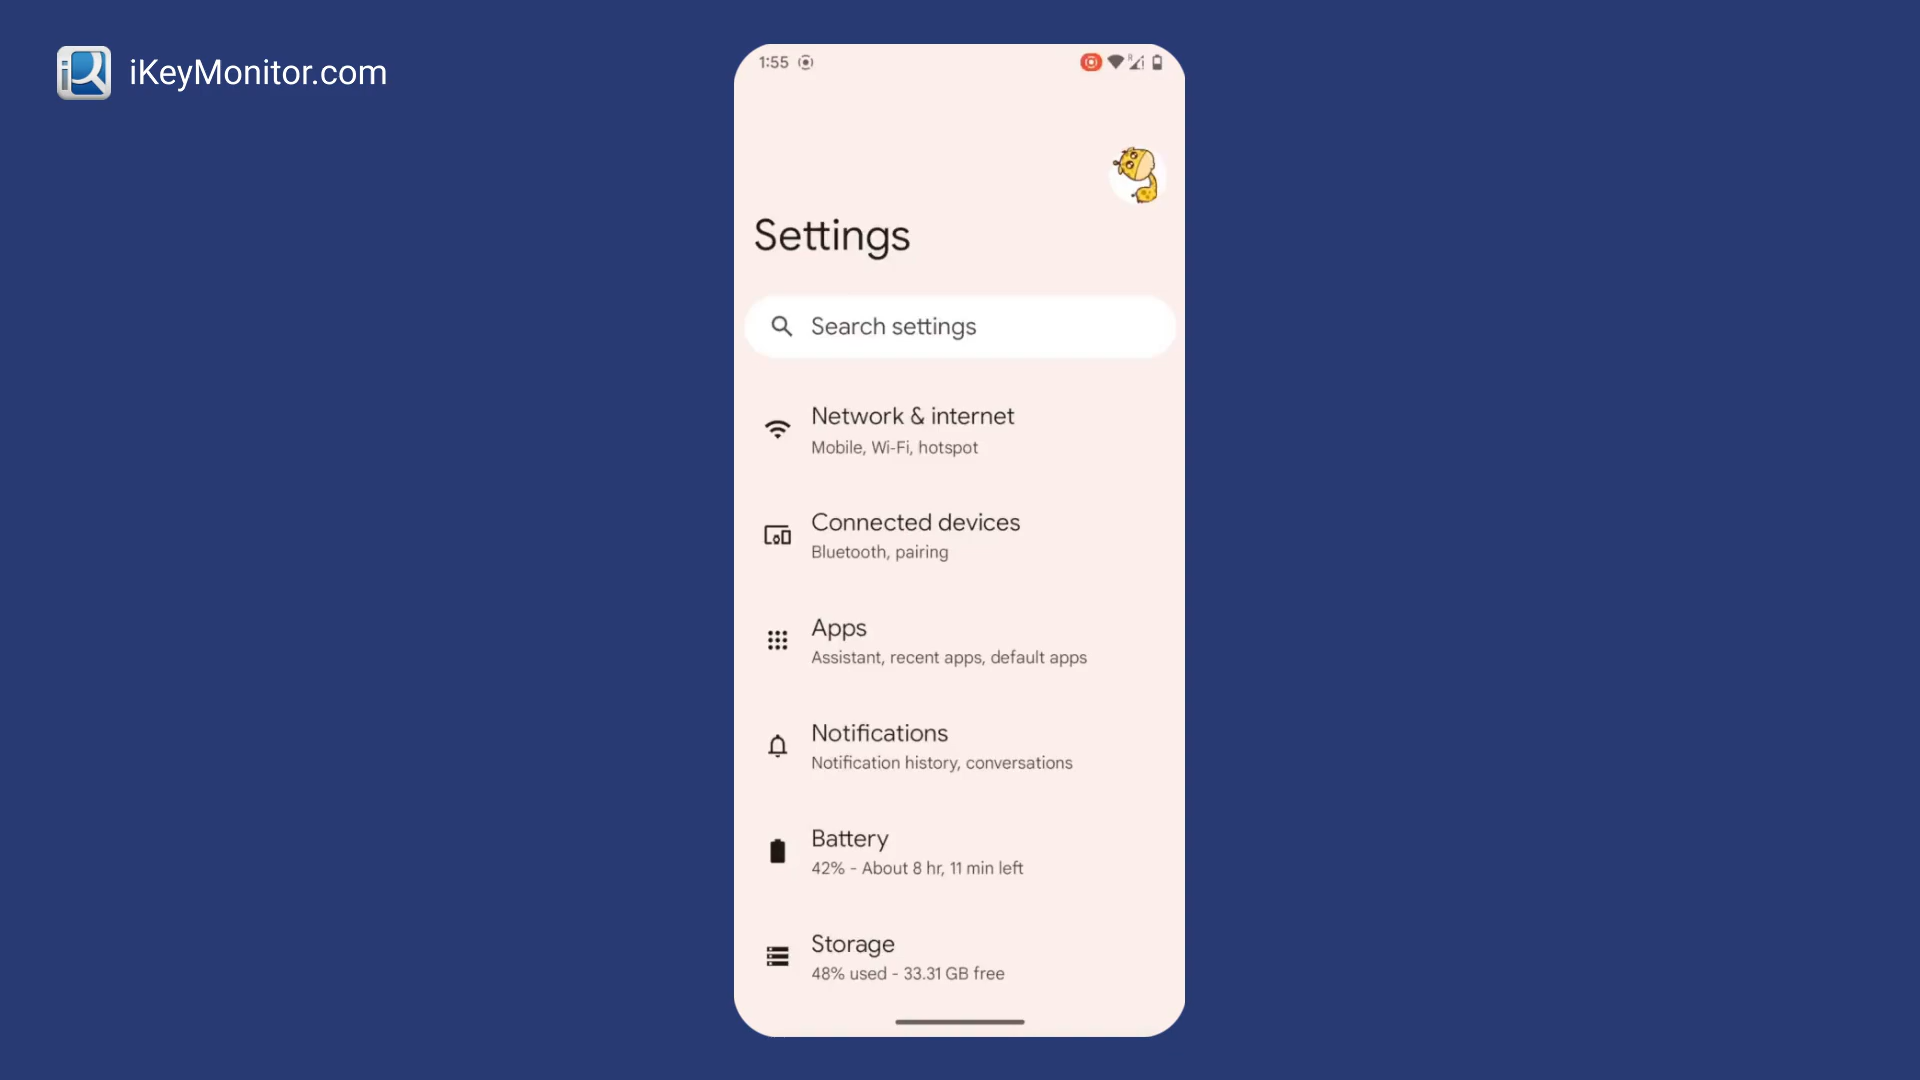 iKeyMonitor.com
1:55
Settings
Search settings
Network & internet
Mobile, Wi-Fi, hotspot
Connected devices
Bluetooth, pairing
Apps
Assistant, recent apps, default apps
Notifications
Notification history, conversations
Battery
42% - About 8 hr, 11 min left
Storage
48% used - 33.31 GB free